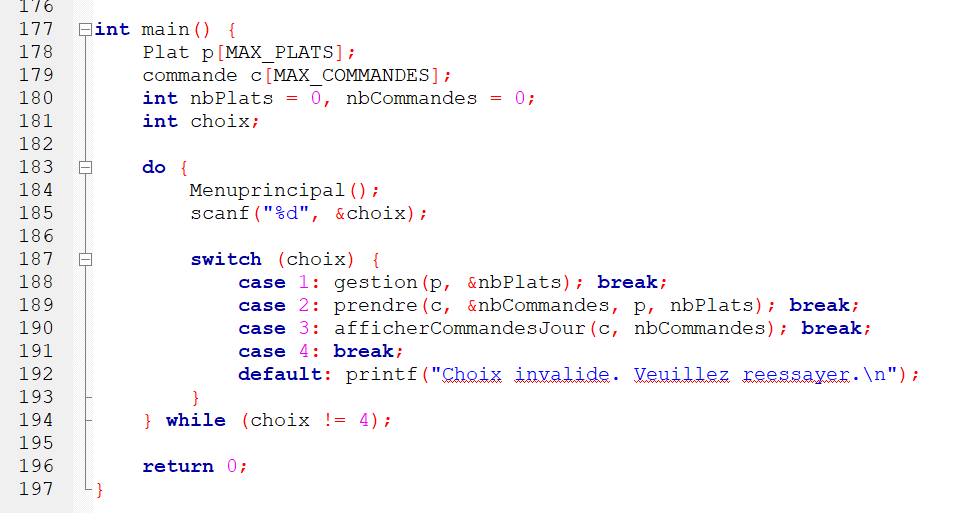 176
177 int main() {
178 Plat p[MAX_PLATS];
179 commande c[MAX_COMMANDES];
180 int nbPlats = 0, nbCommandes = 0;
181 int choix;
182
183 do {
184 Menuprincipal();
185 scanf("%d", &choix);
186
187 switch (choix) {
188 case 1: gestion(p, &nbPlats); break;
189 case 2: prendre(c, &nbCommandes, p, nbPlats); break;
190 case 3: afficherCommandesJour(c, nbCommandes); break;
191 case 4: break;
192 default: printf("Choix invalide. Veuillez reessayer.\n");
193 }
194 } while (choix != 4);
195
196 return 0;
197 }